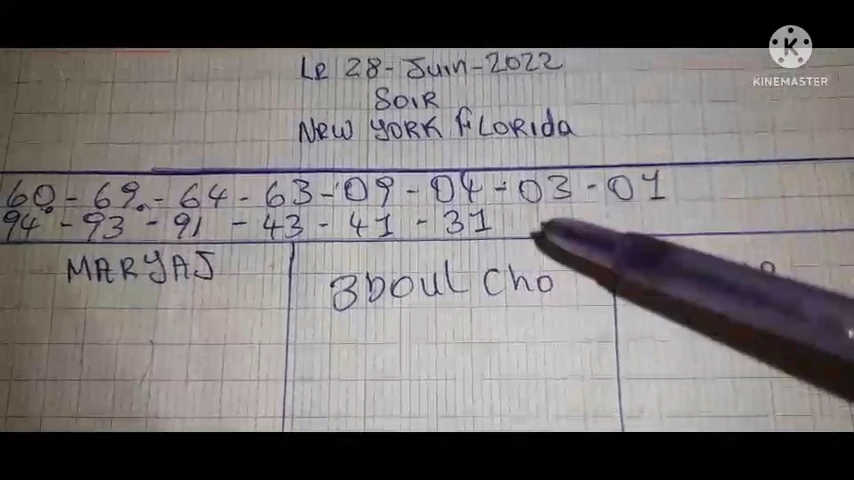 Le 28-Juin-2022
SOIR
NEW YORK FLORIda
60-69-64-63-09-04-03-01
94-93-91-43-41-31
MARYAJ
3boul cho
K
KINEMASTER